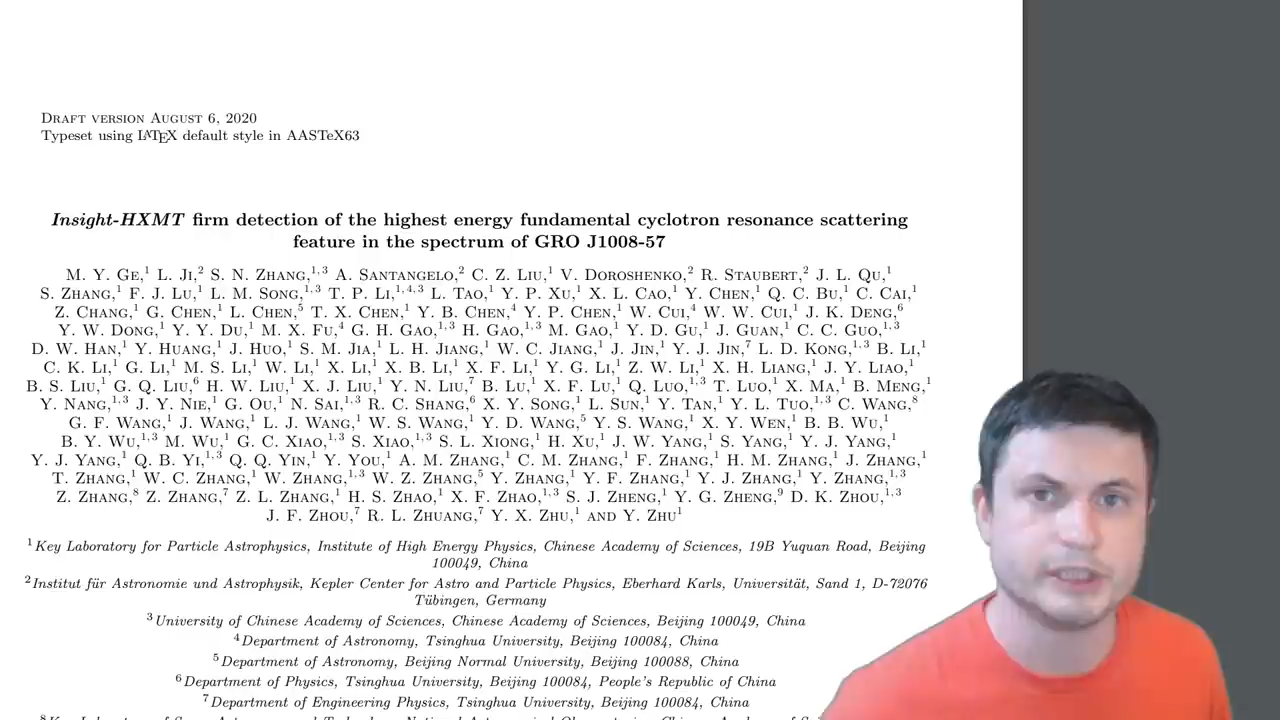 DRAFT VERSION AUGUST 6, 2020
Typeset using LATEX default style in AASTeX63
Insight-HXMT firm detection of the highest energy fundamental cyclotron resonance scattering
feature in the spectrum of GRO J1008-57
M. Y. GE,1 L. JI,2 S. N. ZHANG,1,3 A. SANTANGELO,2 C. Z. LIU,1 V. DOROSHENKO,2 R. STAUBERT,2 J. L. QU,1
S. ZHANG,1 F. J. LU,1 L. M. SONG,1,3 T. P. LI,1,4,3 L. TAO,1 Y. P. XU,1 X. L. CAO,1 Y. CHEN,1 Q. C. BU,1 C. CAI,1
Z. CHANG,1 G. CHEN,1 L. CHEN,5 T. X. CHEN,1 Y. B. CHEN,4 Y. P. CHEN,1 W. CUI,4 W. W. CUI,1 J. K. DENG,6
Y. W. DONG,1 Y. Y. DU,1 M. X. FU,4 G. H. GAO,1,3 H. GAO,1,3 M. GAO,1 Y. D. GU,1 J. GUAN,1 C. C. GUO,1,3
D. W. HAN,1 Y. HUANG,1 J. HUO,1 S. M. JIA,1 L. H. JIANG,1 W. C. JIANG,1 J. JIN,1 Y. J. JIN,7 L. D. KONG,1,3 B. LI,1
C. K. LI,1 G. LI,1 M. S. LI,1 W. LI,1 X. LI,1 X. B. LI,1 X. F. LI,1 Y. G. LI,1 Z. W. LI,1 X. H. LIANG,1 J. Y. LIAO,1
B. S. LIU,1 G. Q. LIU,6 H. W. LIU,1 X. J. LIU,1 Y. N. LIU,7 B. LU,1 X. F. LU,1 Q. LUO,1,3 T. LUO,1 X. MA,1 B. MENG,1
Y. NANG,1,3 J. Y. NIE,1 G. OU,1 N. SAI,1,3 R. C. SHANG,6 X. Y. SONG,1 L. SUN,1 Y. TAN,1 Y. L. TUO,1,3 C. WANG,8
G. F. WANG,1 J. WANG,1 L. J. WANG,1 W. S. WANG,1 Y. D. WANG,5 Y. S. WANG,1 X. Y. WEN,1 B. B. WU,1
B. Y. WU,1,3 M. WU,1 G. C. XIAO,1,3 S. XIAO,1,3 S. L. XIONG,1 H. XU,1 J. W. YANG,1 S. YANG,1 Y. J. YANG,1
Y. J. YANG,1 Q. B. YI,1,3 Q. Q. YIN,1 Y. YOU,1 A. M. ZHANG,1 C. M. ZHANG,1 F. ZHANG,1 H. M. ZHANG,1 J. ZHANG,1
T. ZHANG,1 W. C. ZHANG,1 W. ZHANG,1,3 W. Z. ZHANG,5 Y. ZHANG,1 Y. F. ZHANG,1 Y. J. ZHANG,1 Y. ZHANG,1,3
Z. ZHANG,8 Z. ZHANG,7 Z. L. ZHANG,1 H. S. ZHAO,1 X. F. ZHAO,1,3 S. J. ZHENG,1 Y. G. ZHENG,9 D. K. ZHOU,1,3
J. F. ZHOU,7 R. L. ZHUANG,7 Y. X. ZHU,1 AND Y. ZHU1
1Key Laboratory for Particle Astrophysics, Institute of High Energy Physics, Chinese Academy of Sciences, 19B Yuquan Road, Beijing
100049, China
2Institut für Astronomie und Astrophysik, Kepler Center for Astro and Particle Physics, Eberhard Karls, Universität, Sand 1, D-72076
Tübingen, Germany
3University of Chinese Academy of Sciences, Chinese Academy of Sciences, Beijing 100049, China
4Department of Astronomy, Tsinghua University, Beijing 100084, China
5Department of Astronomy, Beijing Normal University, Beijing 100088, China
6Department of Physics, Tsinghua University, Beijing 100084, People's Republic of China
7Department of Engineering Physics, Tsinghua University, Beijing 100084, China